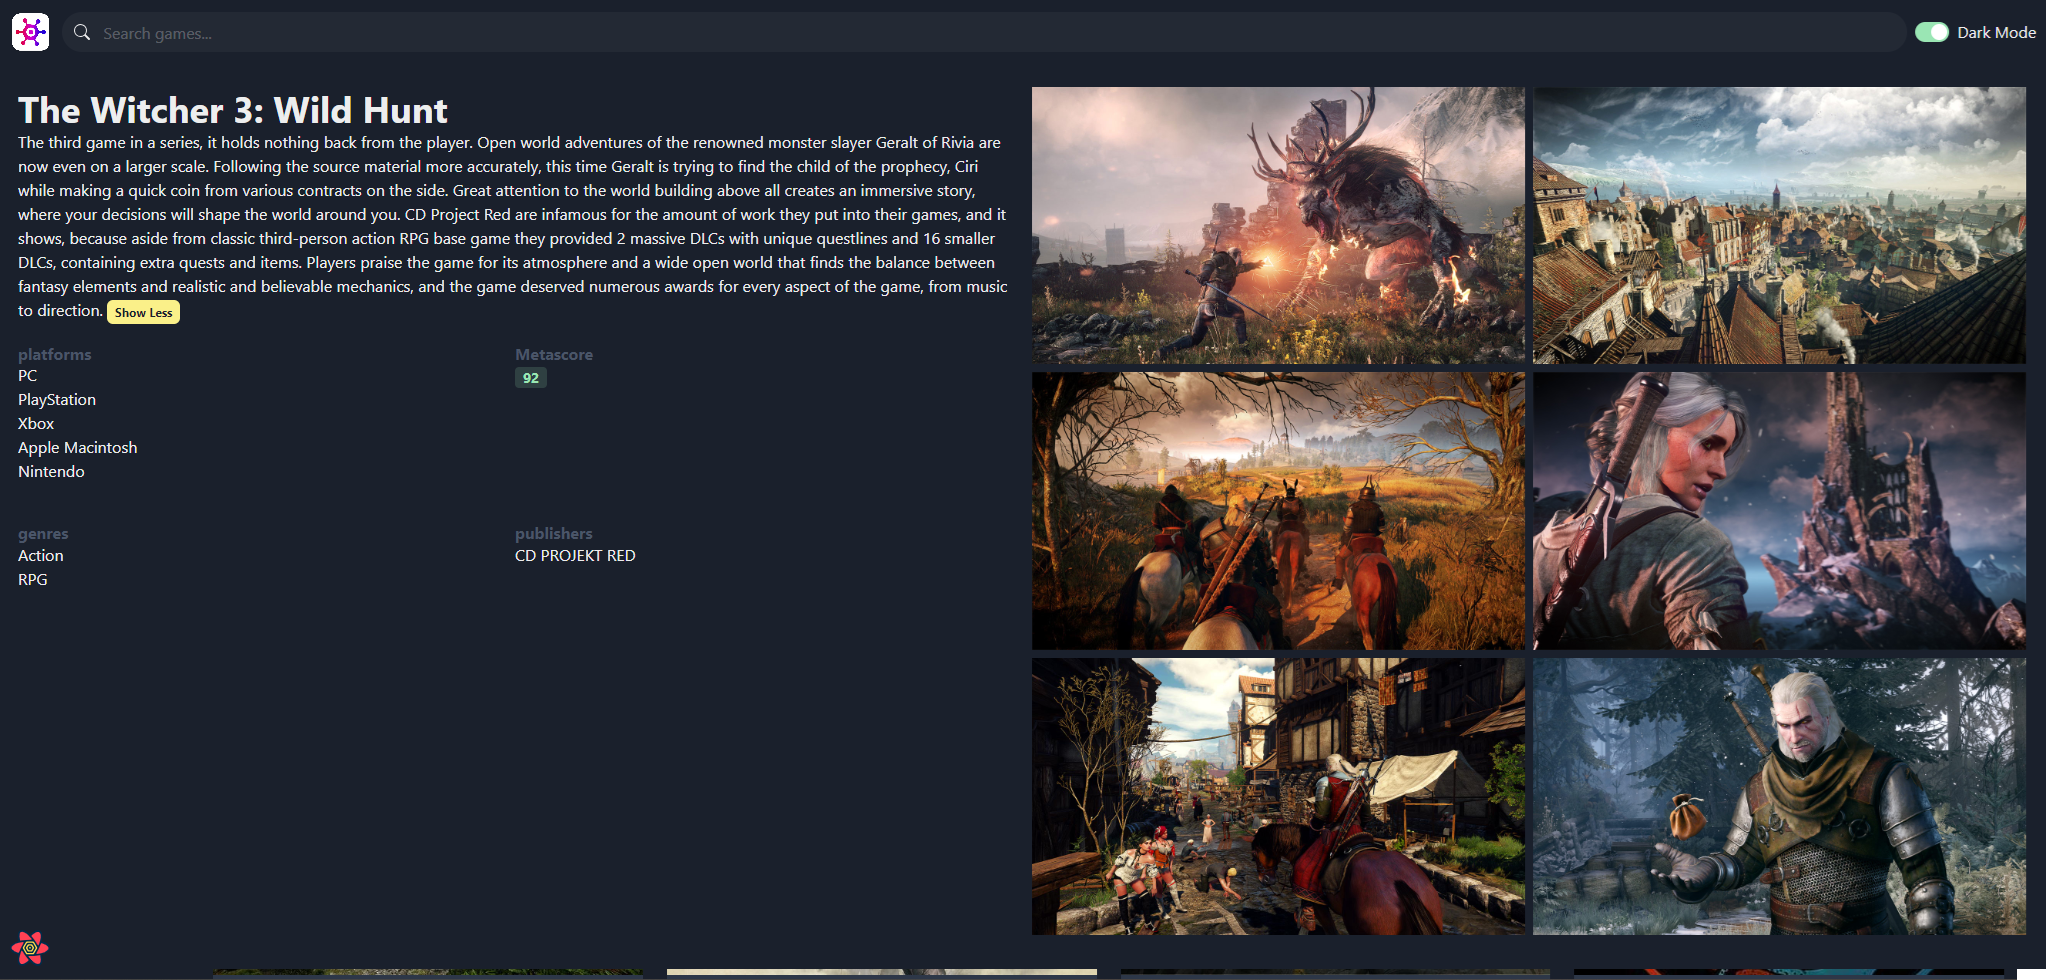 Search games...
Dark Mode
The Witcher 3: Wild Hunt
The third game in a series, it holds nothing back from the player. Open world adventures of the renowned monster slayer Geralt of Rivia are
now even on a larger scale. Following the source material more accurately, this time Geralt is trying to find the child of the prophecy, Ciri
while making a quick coin from various contracts on the side. Great attention to the world building above all creates an immersive story,
where your decisions will shape the world around you. CD Project Red are infamous for the amount of work they put into their games, and it
shows, because aside from classic third-person action RPG base game they provided 2 massive DLCs with unique questlines and 16 smaller
DLCs, containing extra quests and items. Players praise the game for its atmosphere and a wide open world that finds the balance between
fantasy elements and realistic and believable mechanics, and the game deserved numerous awards for every aspect of the game, from music
to direction. Show Less
platforms
PC
PlayStation
Xbox
Apple Macintosh
Nintendo
Metascore
92
genres
Action
RPG
publishers
CD PROJEKT RED